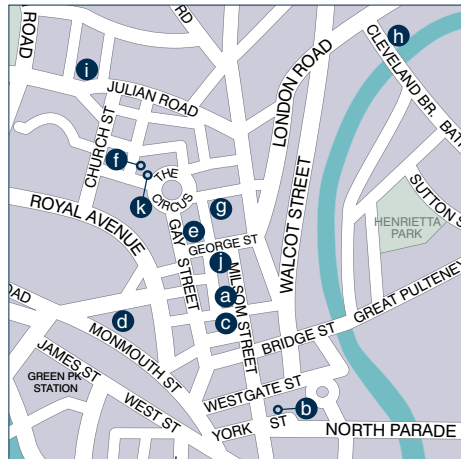 ROAD
RD
h
CLEVELAND BR.
BAT
i
JULIAN ROAD
LONDON ROAD
CHURCH ST
f
THE CIRCUS
k
WALCOT STREET
SUTTON S
ROYAL AVENUE
g
HENRIETTA
PARK
e
GAY STREET
GEORGE ST
j
MILSOM STREET
a
GREAT PULTENEY
OAD
d
c
MONMOUTH ST
BRIDGE ST
JAMES ST
WEST ST
GREEN PK
STATION
WESTGATE ST
b
YORK ST
NORTH PARADE